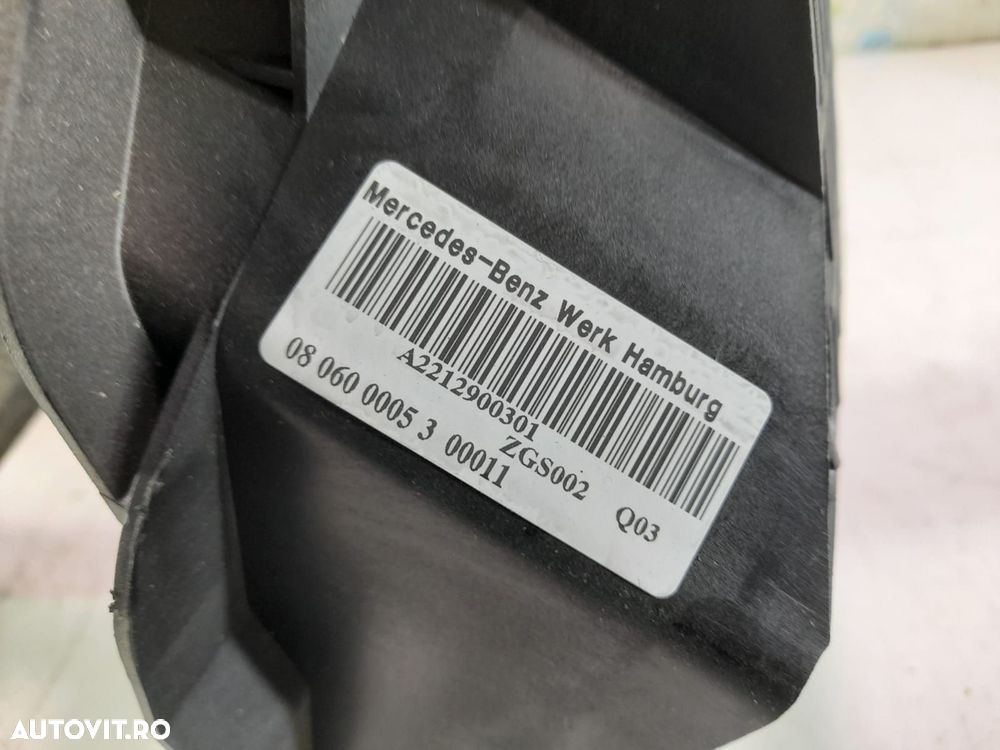 Mercedes-Benz Werk Hamburg
A2212900301 ZGS002 Q03
08 060 0005 3 00011
AUTOVIT.RO